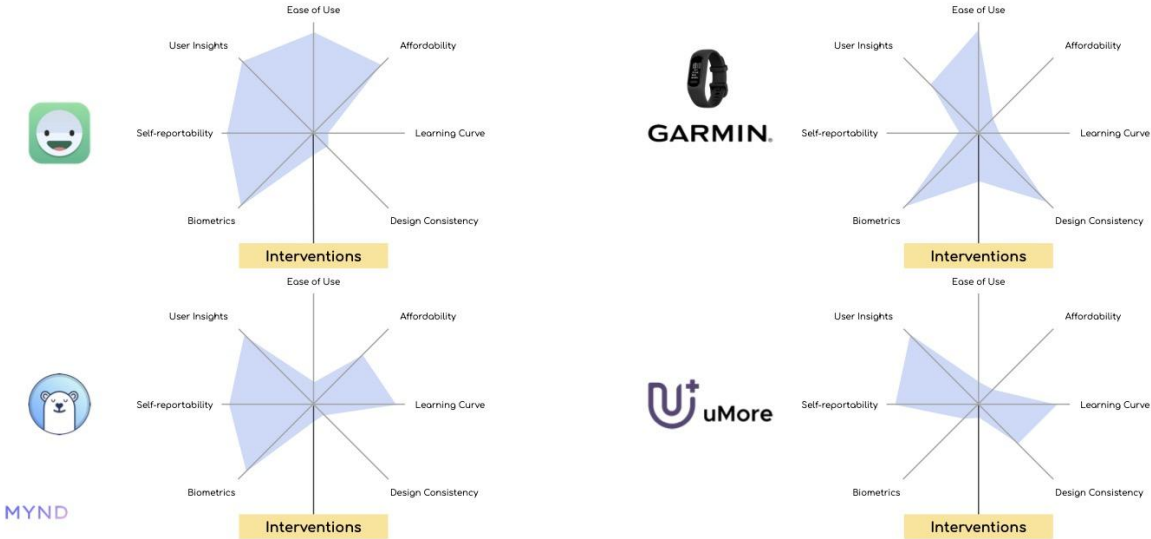 Ease of Use
User Insights
Affordability
Self-reportability
Learning Curve
Biometrics
Design Consistency
Interventions
GARMIN.
Ease of Use
User Insights
Affordability
Self-reportability
Learning Curve
Biometrics
Design Consistency
Interventions
Ease of Use
User Insights
Affordability
Self-reportability
Learning Curve
Biometrics
Design Consistency
Interventions
uMore
Ease of Use
User Insights
Affordability
Self-reportability
Learning Curve
Biometrics
Design Consistency
Interventions
MYND